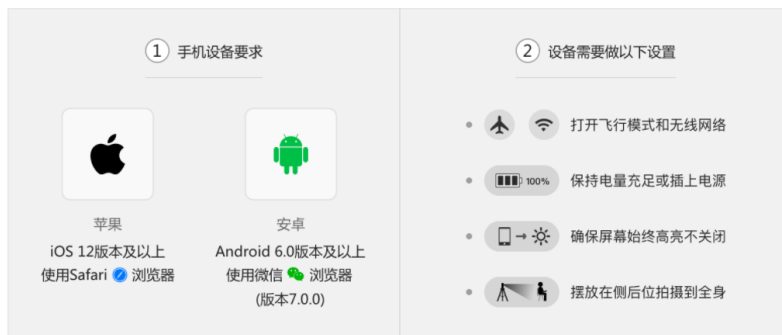 1 手机设备要求
苹果
iOS 12版本及以上
使用Safari 浏览器
安卓
Android 6.0版本及以上
使用微信 浏览器
(版本7.0.0)
2 设备需要做以下设置
打开飞行模式和无线网络
100% 保持电量充足或插上电源
确保屏幕始终高亮不关闭
摆放在侧后位拍摄到全身